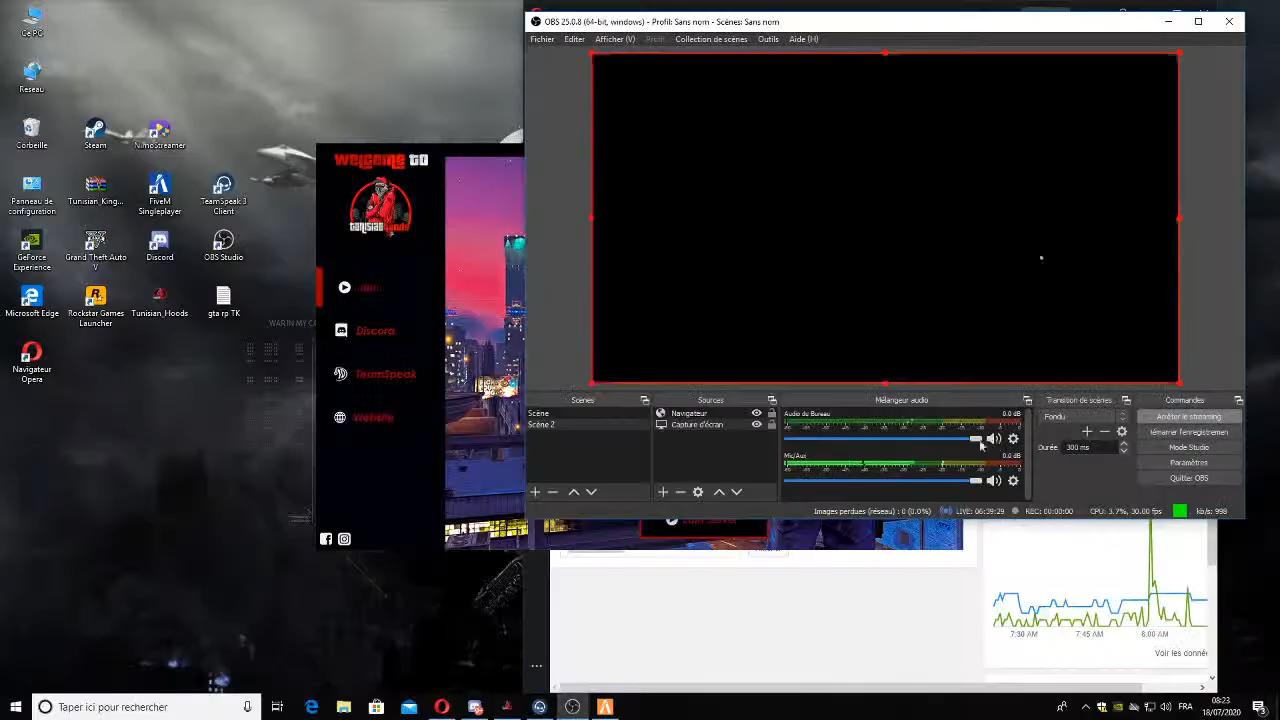 OBS 25.0.8 (64-bit, windows) - Profil: Sans nom - Scènes: Sans nom
Fichier
Editer
Afficher (V)
Profil
Collection de scènes
Outils
Aide (H)
Ce PC
Réseau
Corbeille
Steam
NimoStreamer
Panneau de
configuration
Tunisian_King...
FiveM
Singleplayer
TeamSpeak 3
Client
GeForce
Experience
Grand Theft Auto
V
Discord
OBS Studio
Microsoft Edge
Rockstar Games
Launcher
Tunisian_Hoods
gta rp TK
Navigateur
Opera
WELCOME TO
Discord
TeamSpeak
Website
Scènes
Scène
Scène 2
Sources
Navigateur
Capture d'écran
Mélangeur audio
Audio du Bureau
0.0 dB
Mic/Aux
0.0 dB
Transition de scènes
Fondu
Durée
300 ms
Commandes
Arrêter le streaming
Démarrer l'enregistrement
Mode Studio
Paramètres
Quitter OBS
Images perdues (réseau) : 0 (0.0%)
LIVE: 06:39:29
REC: 00:00:00
CPU: 3.7%, 30.00 fps
kb/s: 998
7:30 AM
7:45 AM
8:00 AM
Voir les donnée
Taper ici pour rechercher
FRA
08:23
18/07/2020